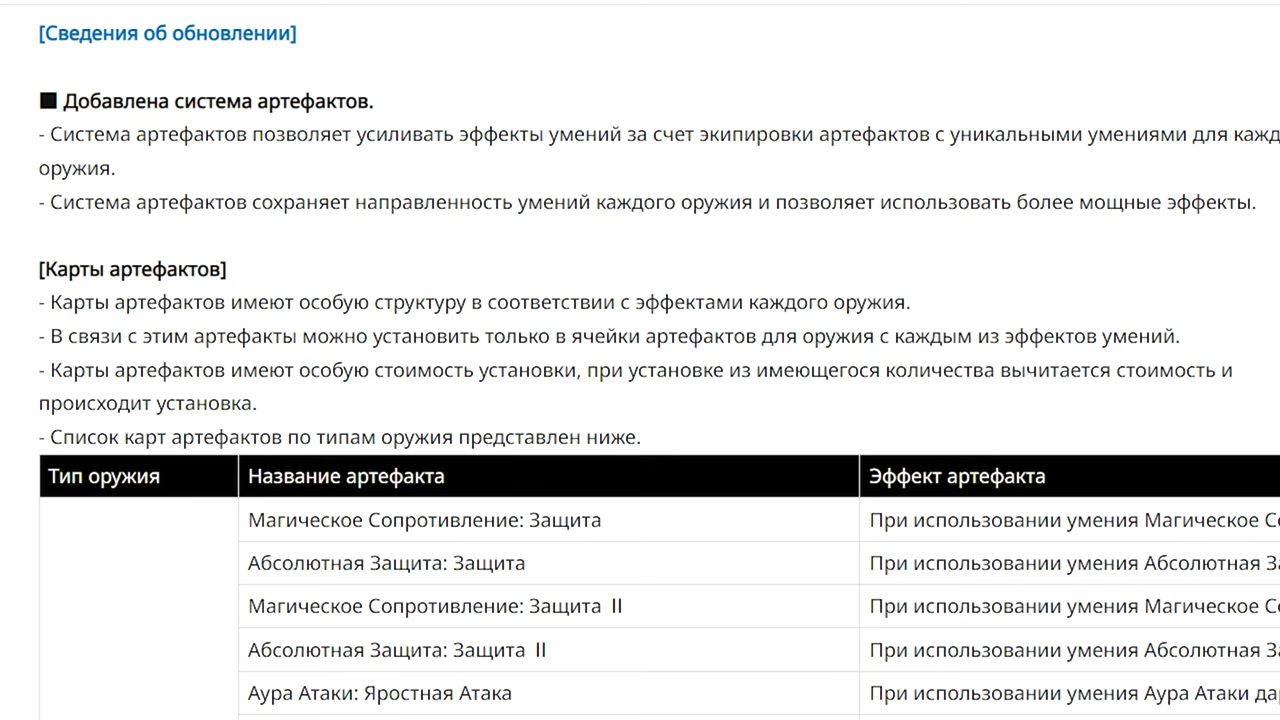 [Сведения об обновлении]
■ Добавлена система артефактов.
- Система артефактов позволяет усиливать эффекты умений за счет экипировки артефактов с уникальными умениями для
оружия.
- Система артефактов сохраняет направленность умений каждого оружия и позволяет использовать более мощные эффекты.
[Карты артефактов]
- Карты артефактов имеют особую структуру в соответствии с эффектами каждого оружия.
- В связи с этим артефакты можно установить только в ячейки артефактов для оружия с каждым из эффектов умений.
- Карты артефактов имеют особую стоимость установки, при установке из имеющегося количества вычитается стоимость и
происходит установка.
- Список карт артефактов по типам оружия представлен ниже.
Тип оружия Название артефакта Эффект артефакта
Магическое Сопротивление: Защита При использовании умения Магическое
Абсолютная Защита: Защита При использовании умения Абсолютная
Магическое Сопротивление: Защита II При использовании умения Магическое
Абсолютная Защита: Защита II При использовании умения Абсолютная
Аура Атаки: Яростная Атака При использовании умения Аура Атаки